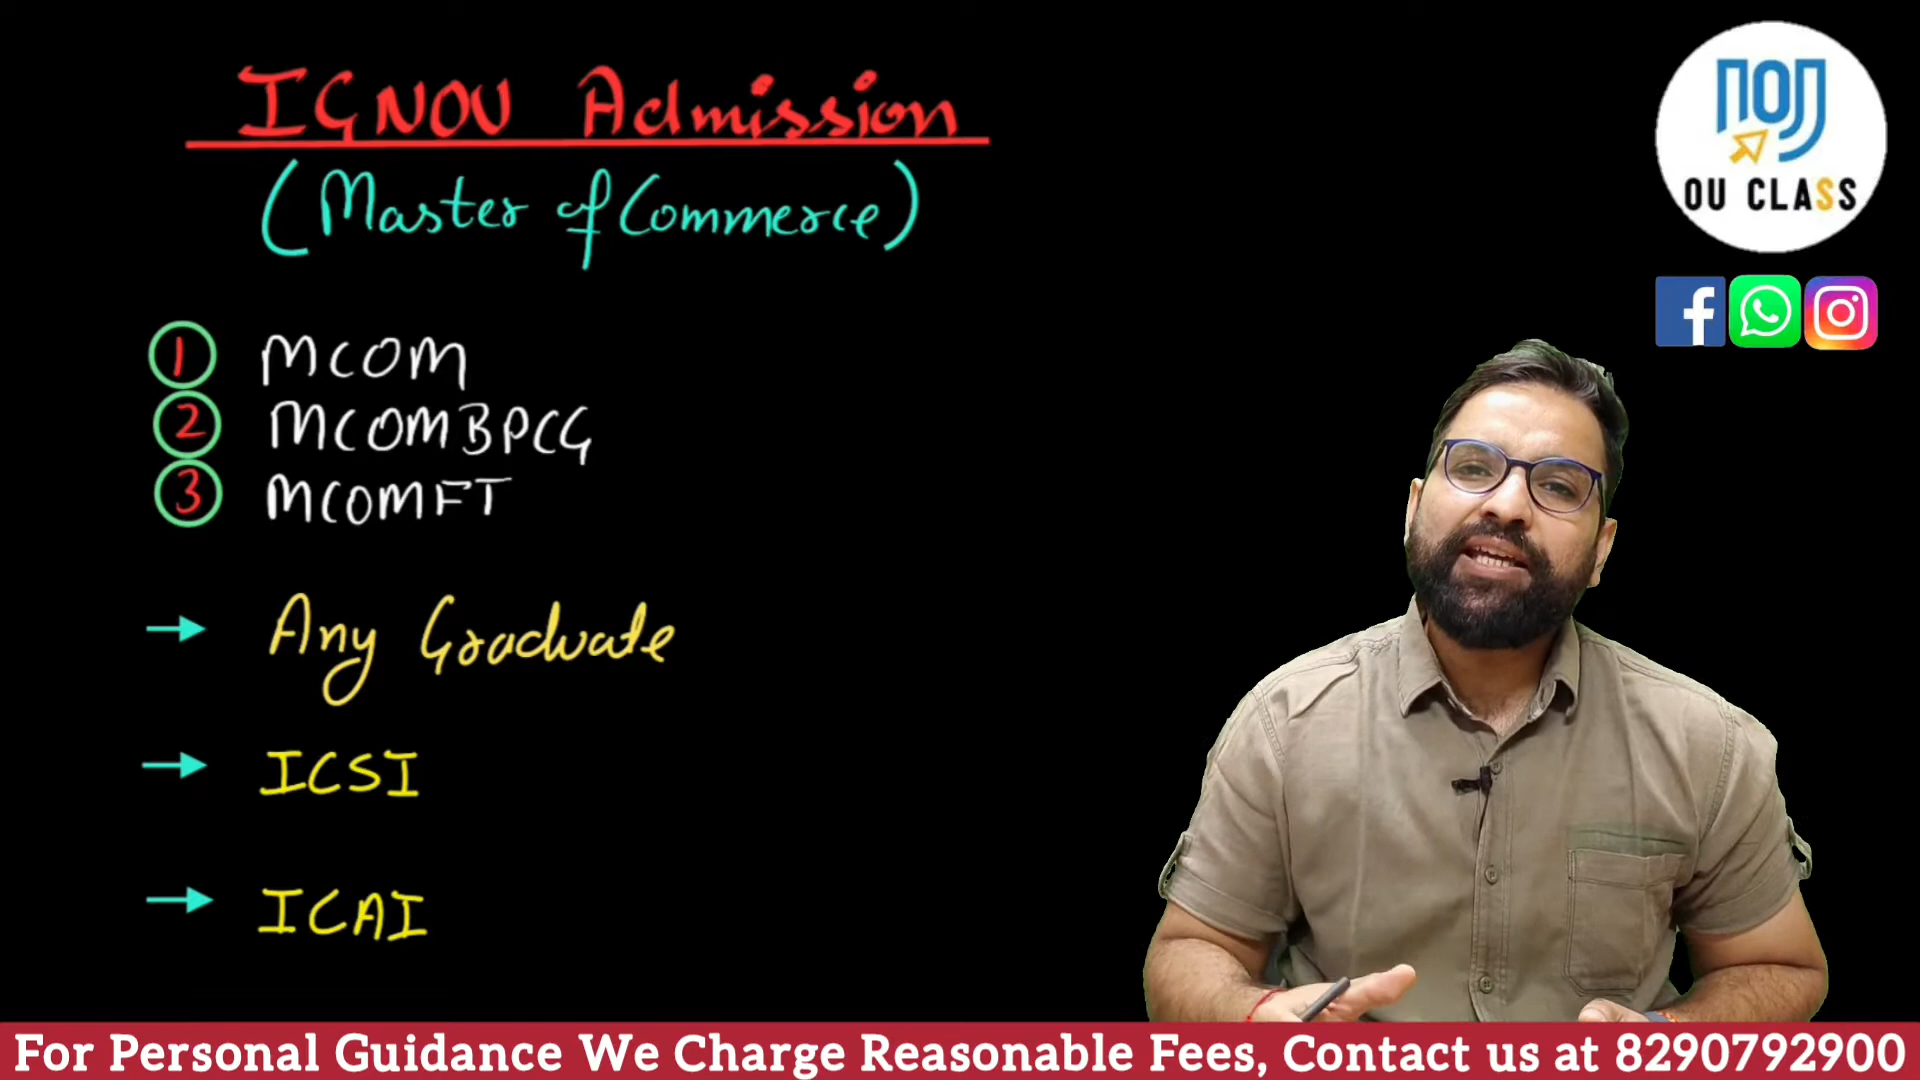 IGNOU Admission
(Master of Commerce)
1 MCOM
2 MCOMBPCG
3 MCOMFT
→ Any Graduate
→ ICSI
→ ICAI
OU CLASS
For Personal Guidance We Charge Reasonable Fees, Contact us at 8290792900